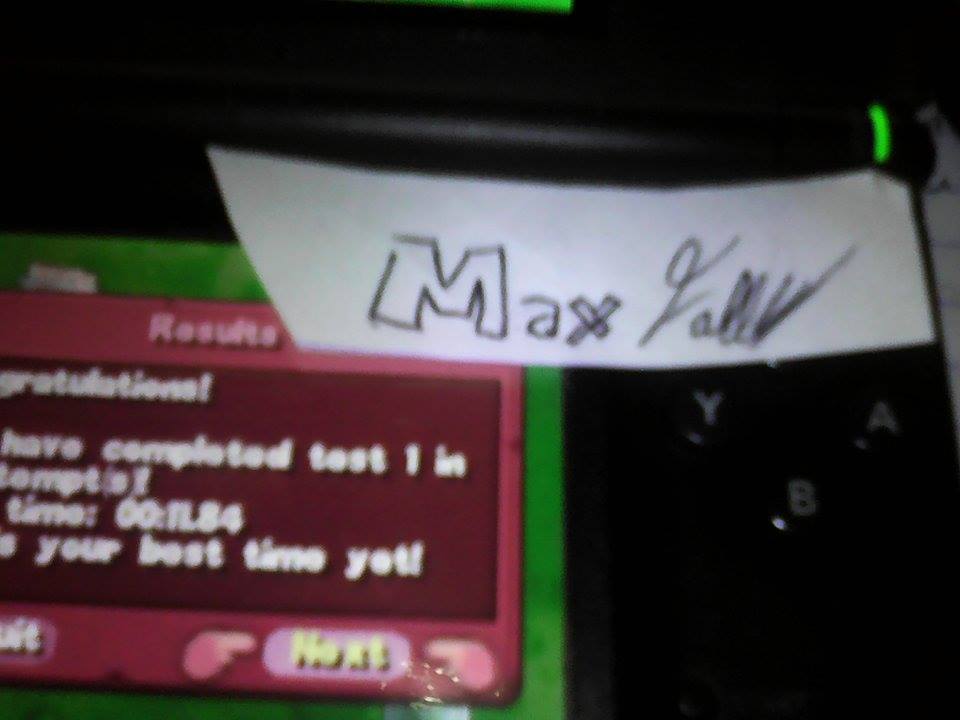 Max
Results
gratulations!
have completed test 1 in
tempt(s)!
time: 00:11.84
s your best time yet!
uit
Next
Y
A
B